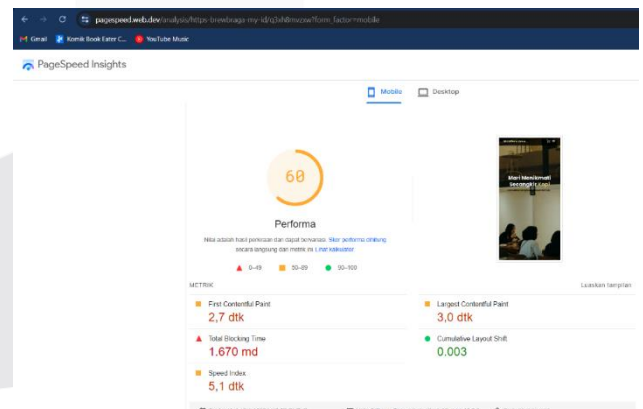 pagespeed.web.dev/analysis/https-brewbraga-my-id/q3xh8nvzxw?form_factor=mobile
Gmail Komik Book Eater C... YouTube Music
PageSpeed Insights
Mobile Desktop
60
Mari Menikmati
Secangkir Kopi
Performa
Nilai adalah hasil perkiraan dan dapat bervariasi. Skor performa dihitung
secara langsung dari metrik ini. Lihat kalkulator.
0–49 50–89 90–100
METRIK
Luaskan tampilan
First Contentful Paint
2,7 dtk
Largest Contentful Paint
3,0 dtk
Total Blocking Time
1.670 md
Cumulative Layout Shift
0.003
Speed Index
5,1 dtk